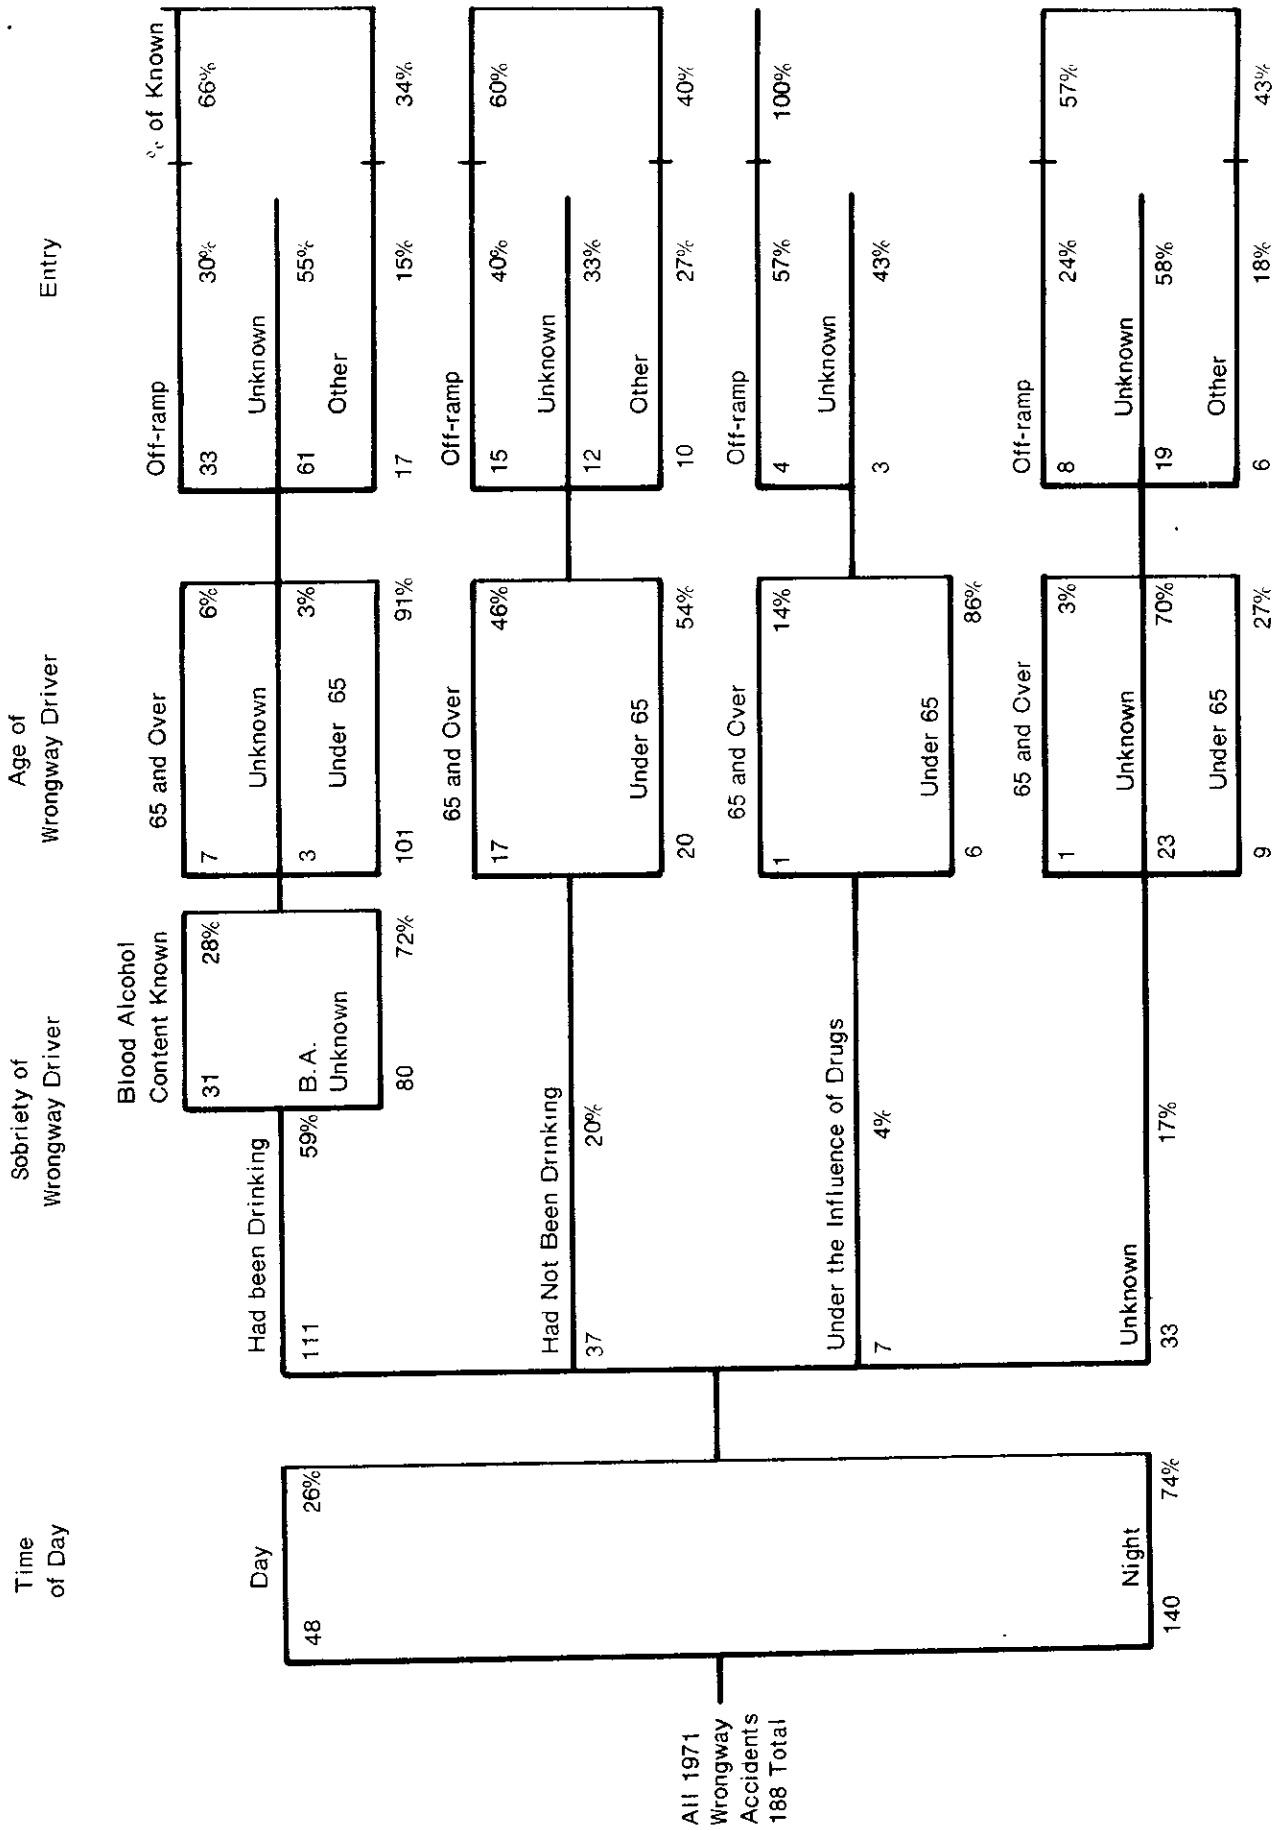 Time
of Day
Sobriety of
Wrongway Driver
Age of
Wrongway Driver
Entry
All 1971
Wrongway
Accidents
188 Total
Day
48 26%
Night
140 74%
Had been Drinking
111 59%
Blood Alcohol
Content Known
31 28%
B.A.
Unknown
80 72%
65 and Over
7 6%
Unknown
3 3%
Under 65
101 91%
Off-ramp
33 30%
Unknown
61 55%
Other
17 15%
of Known
66%
34%
Had Not Been Drinking
37 20%
65 and Over
17 46%
Under 65
20 54%
Off-ramp
15 40% 60%
Unknown
12 33%
Other
10 27% 40%
Under the Influence of Drugs
7 4%
65 and Cver
1 14%
Under 65
6 86%
Off-ramp
4 57% 100%
Unknown
3 43%
Unknown
33 17%
65 and Over
1 3%
Unknown
23 70%
Under 65
9 27%
Off-ramp
8 24% 57%
Unknown
19 58%
Other
6 18% 43%